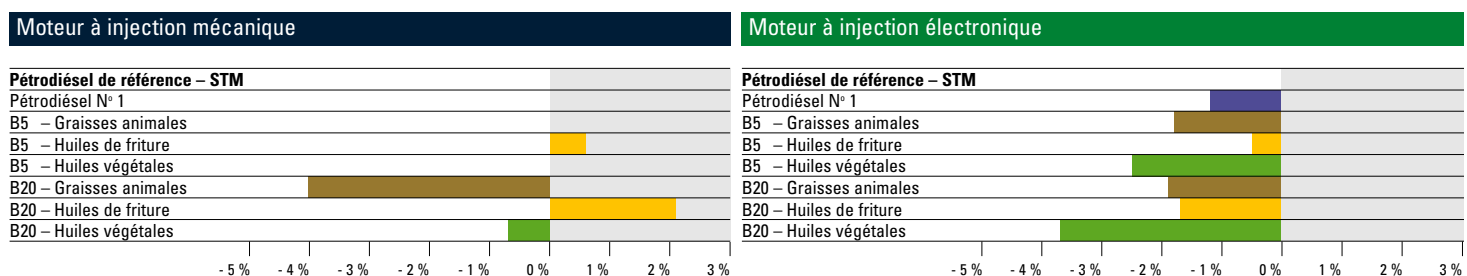 Moteur à injection mécanique
Pétrodiésel de référence – STM
Pétrodiésel Nº 1
B5 – Graisses animales
B5 – Huiles de friture
B5 – Huiles végétales
B20 – Graisses animales
B20 – Huiles de friture
B20 – Huiles végétales
- 5 % - 4 % - 3 % - 2 % - 1 % 0 % 1 % 2 % 3 %
Moteur à injection électronique
Pétrodiésel de référence – STM
Pétrodiésel Nº 1
B5 – Graisses animales
B5 – Huiles de friture
B5 – Huiles végétales
B20 – Graisses animales
B20 – Huiles de friture
B20 – Huiles végétales
- 5 % - 4 % - 3 % - 2 % - 1 % 0 % 1 % 2 % 3 %